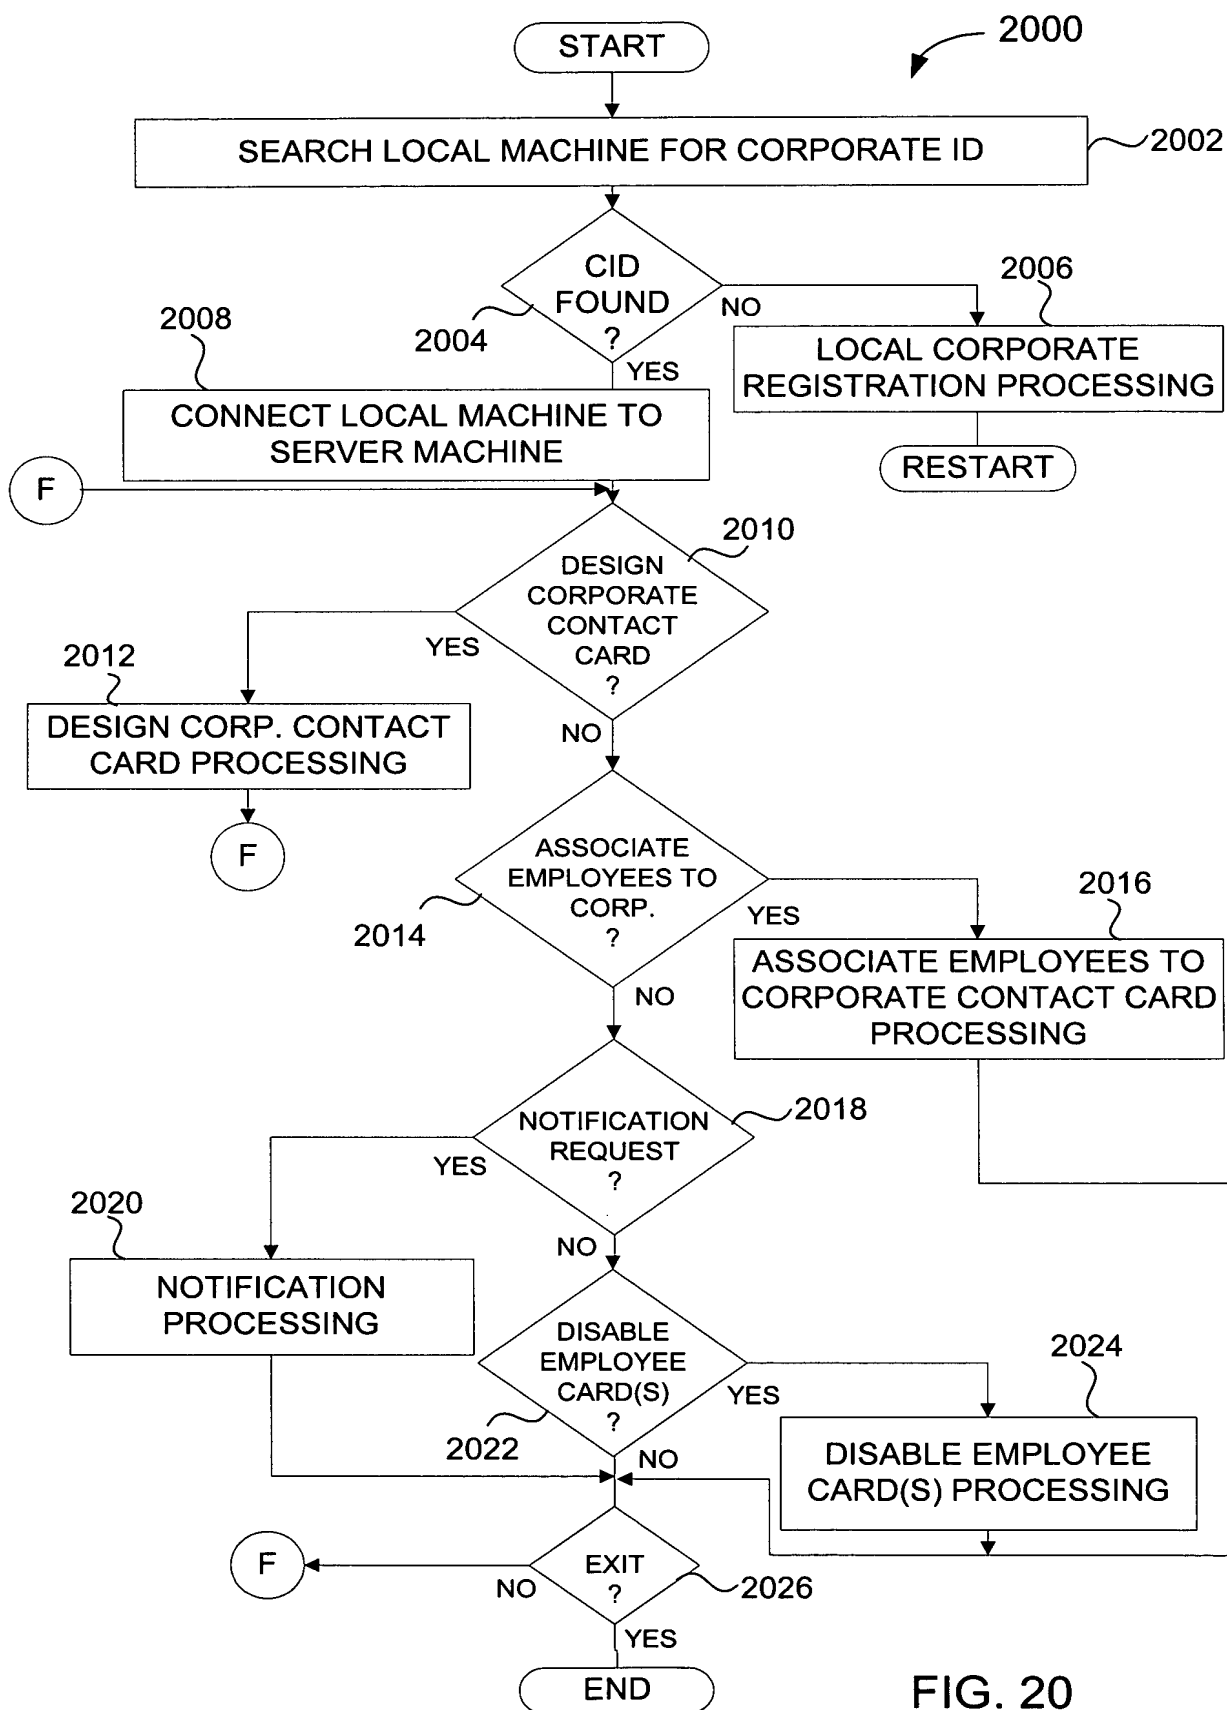 START
2000
SEARCH LOCAL MACHINE FOR CORPORATE ID
2002
CID
FOUND
?
2004
NO
YES
2006
LOCAL CORPORATE
REGISTRATION PROCESSING
RESTART
2008
CONNECT LOCAL MACHINE TO
SERVER MACHINE
F
2010
DESIGN
CORPORATE
CONTACT
CARD
?
YES
NO
2012
DESIGN CORP. CONTACT
CARD PROCESSING
F
ASSOCIATE
EMPLOYEES TO
CORP.
?
2014
YES
NO
2016
ASSOCIATE EMPLOYEES TO
CORPORATE CONTACT CARD
PROCESSING
NOTIFICATION
REQUEST
?
2018
YES
NO
2020
NOTIFICATION
PROCESSING
DISABLE
EMPLOYEE
CARD(S)
?
2022
YES
NO
2024
DISABLE EMPLOYEE
CARD(S) PROCESSING
EXIT
?
2026
NO
F
YES
END
FIG. 20